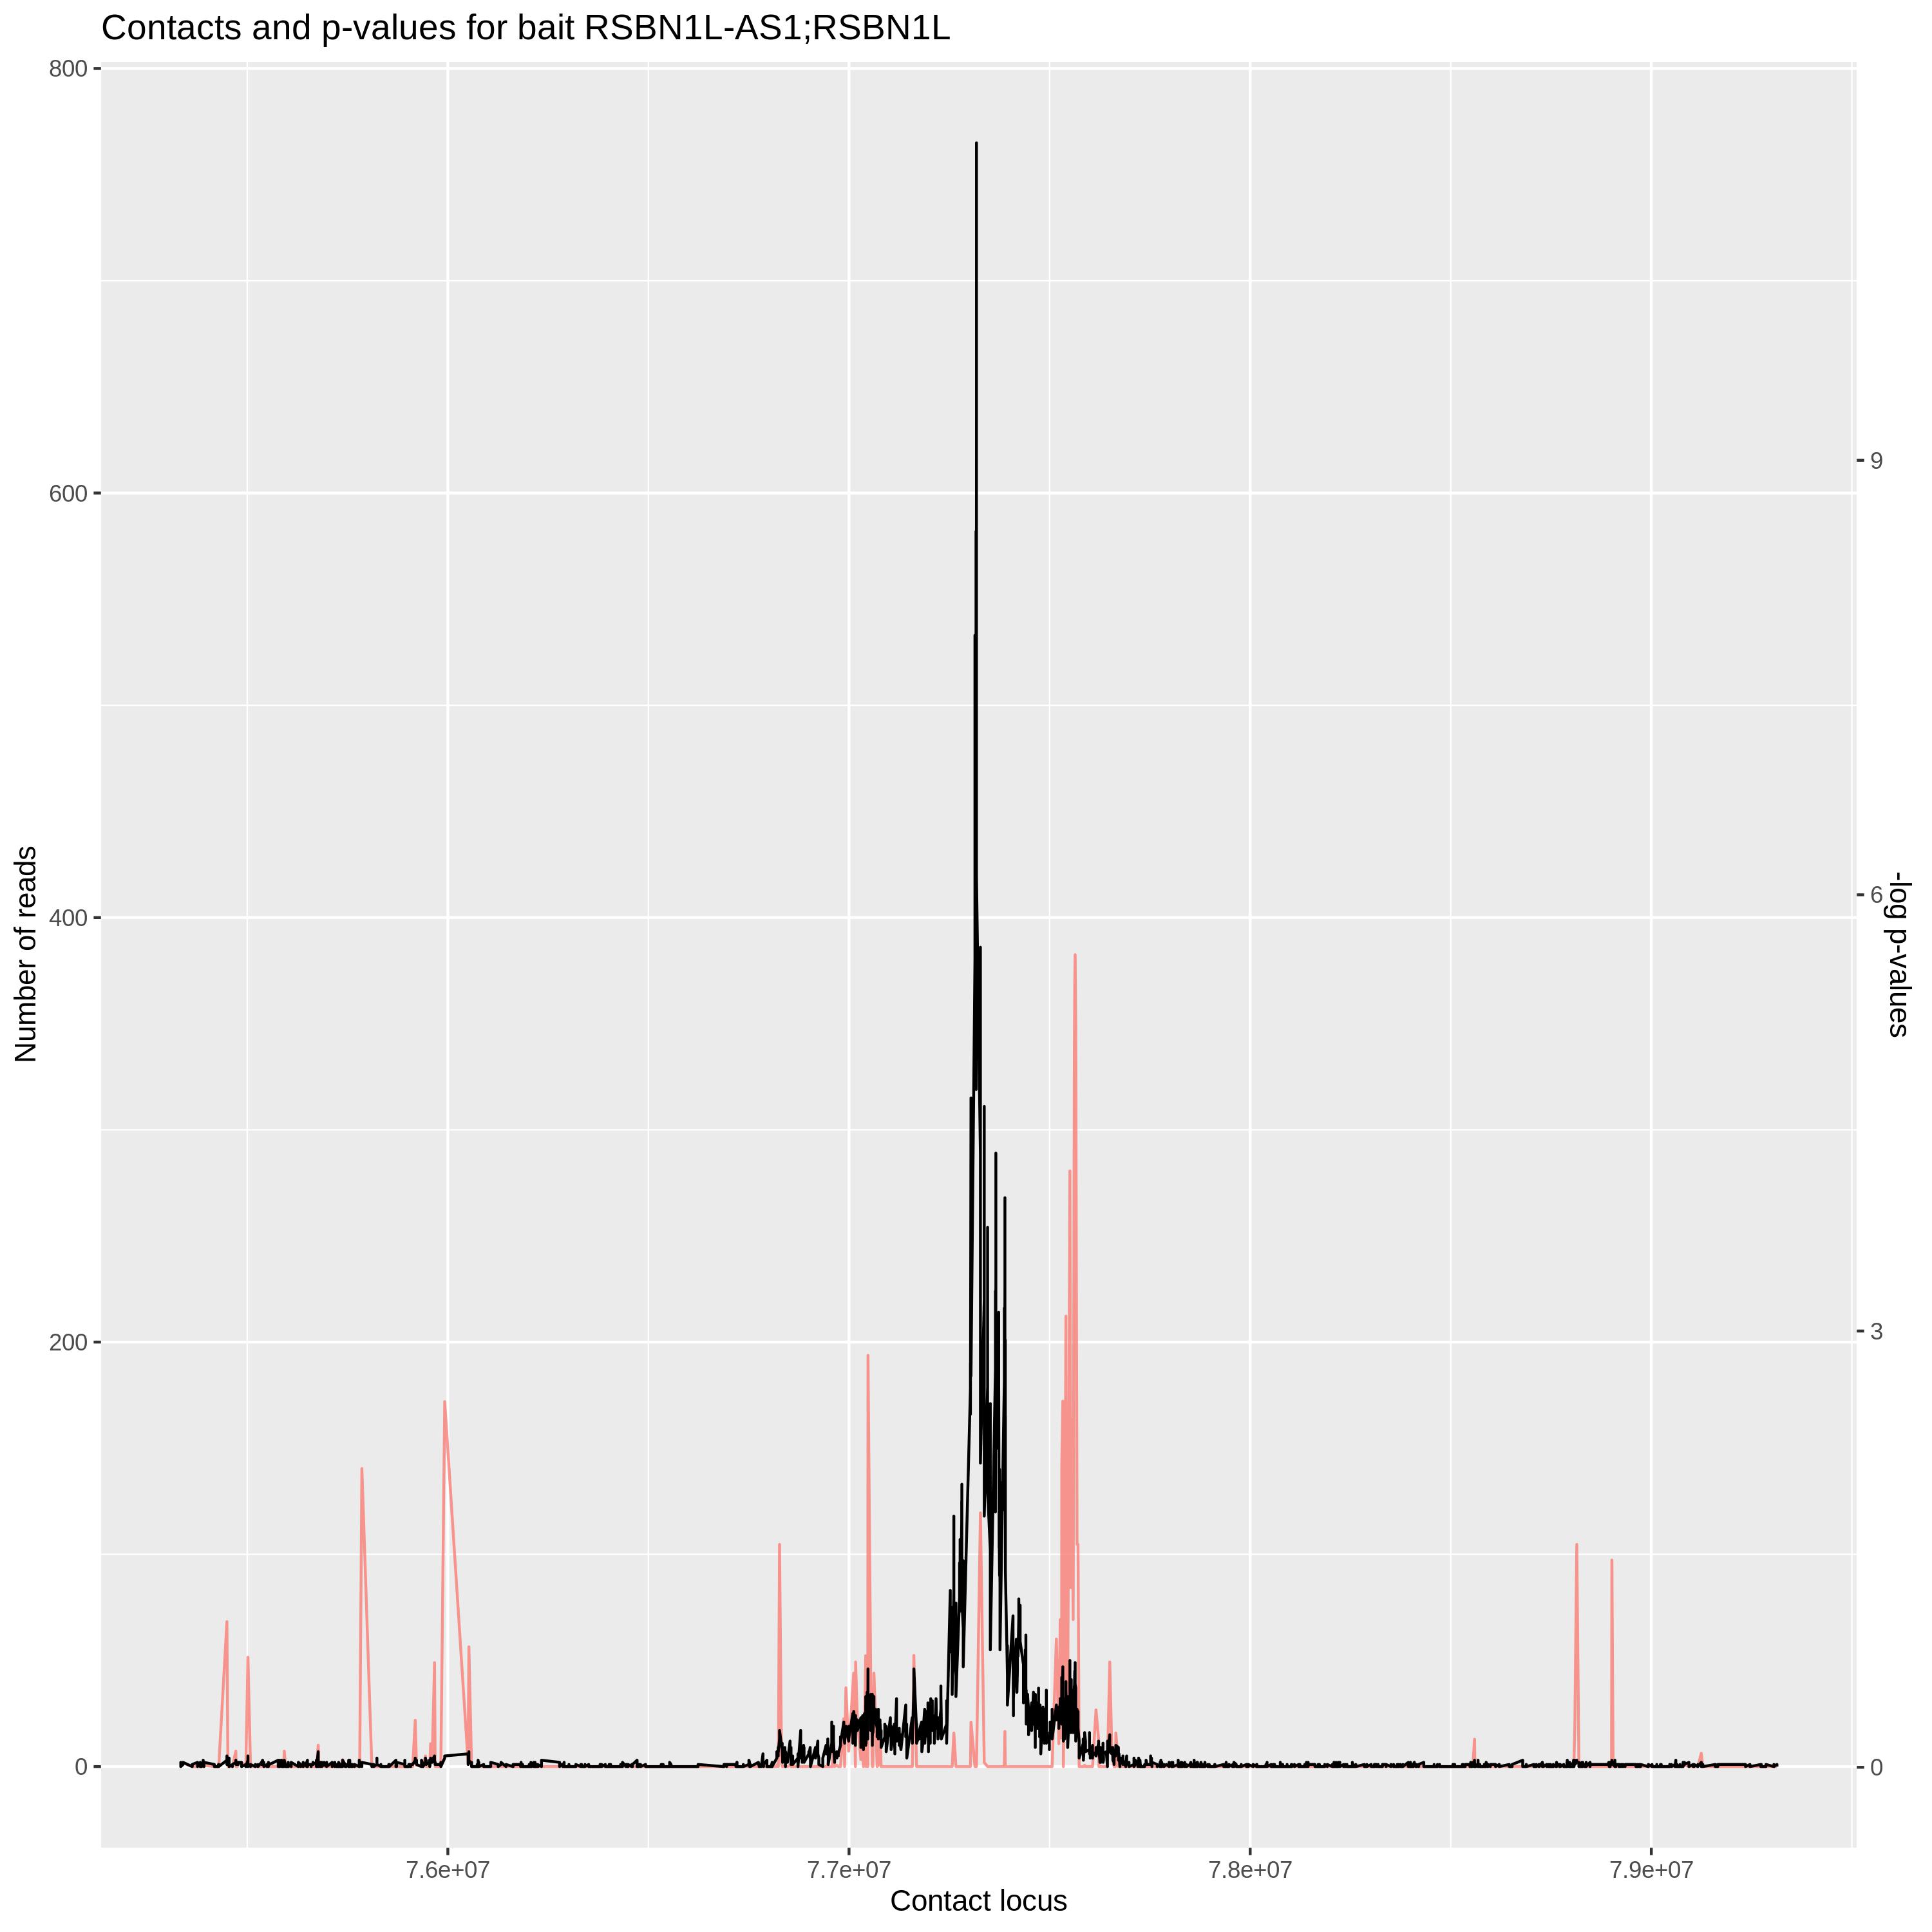 Contacts and p-values for bait RSBN1L-AS1;RSBN1L
800
600
400
200
0
Number of reads
9
6
3
0
-log p-values
7.6e+07
7.7e+07
7.8e+07
7.9e+07
Contact locus